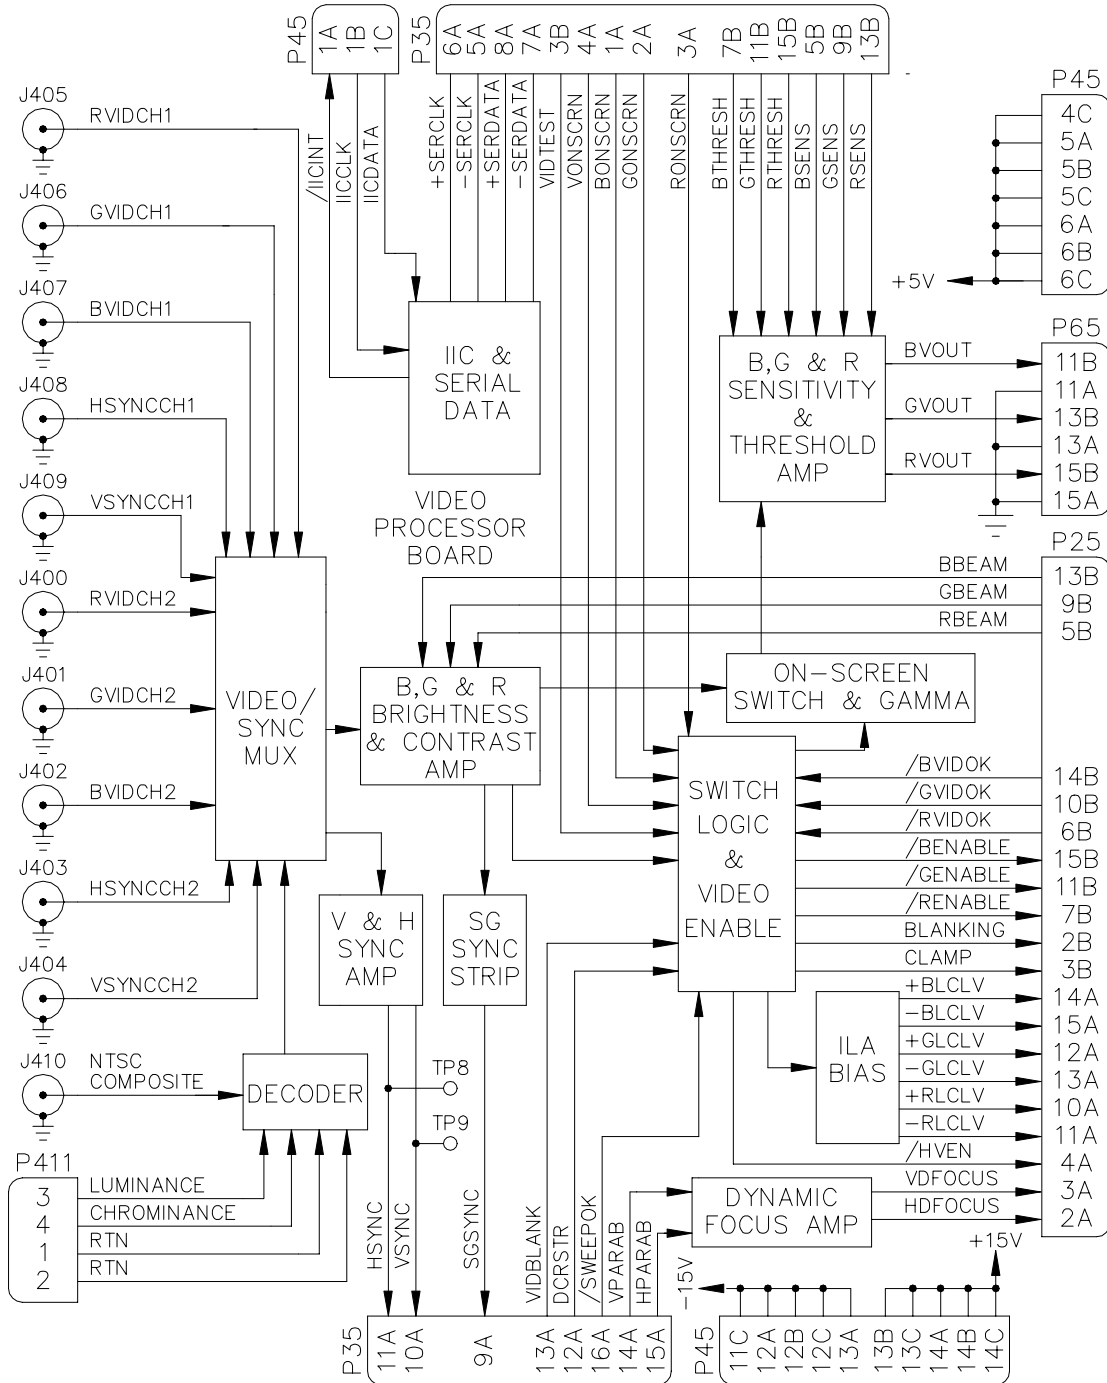 P45
1A
1B
1C
P35
6A
5A
8A
7A
3B
4A
1A
2A
3A
7B
11B
15B
5B
9B
13B
/IICINT
IICCLK
IICDATA
+SERCLK
-SERCLK
+SERDATA
-SERDATA
VIDTEST
VONSCRN
BONSCRN
GONSCRN
RONSCRN
BTHRESH
GTHRESH
RTHRESH
BSENS
GSENS
RSENS
P45
4C
5A
5B
5C
6A
6B
6C
+5V
J405
RVIDCH1
J406
GVIDCH1
J407
BVIDCH1
J408
HSYNCCH1
J409
VSYNCCH1
J400
RVIDCH2
J401
GVIDCH2
J402
BVIDCH2
J403
HSYNCCH2
J404
VSYNCCH2
J410
NTSC
COMPOSITE
P411
3
4
1
2
LUMINANCE
CHROMINANCE
RTN
RTN
IIC &
SERIAL
DATA
VIDEO
PROCESSOR
BOARD
B,G & R
SENSITIVITY
&
THRESHOLD
AMP
BVOUT
GVOUT
RVOUT
P65
11B
11A
13B
13A
15B
15A
P25
BBEAM
GBEAM
RBEAM
13B
9B
5B
VIDEO/
SYNC
MUX
B,G & R
BRIGHTNESS
& CONTRAST
AMP
ON-SCREEN
SWITCH & GAMMA
SWITCH
LOGIC
&
VIDEO
ENABLE
/BVIDOK
/GVIDOK
/RVIDOK
/BENABLE
/GENABLE
/RENABLE
BLANKING
CLAMP
+BLCLV
-BLCLV
+GLCLV
-GLCLV
+RLCLV
-RLCLV
/HVEN
VDFOCUS
HDFOCUS
14B
10B
6B
15B
11B
7B
2B
3B
14A
15A
12A
13A
10A
11A
4A
3A
2A
V & H
SYNC
AMP
SG
SYNC
STRIP
ILA
BIAS
DECODER
TP8
TP9
DYNAMIC
FOCUS AMP
HSYNC
VSYNC
SGSYNC
VIDBLANK
DCRSTR
/SWEEPOK
VPARAB
HPARAB
P35
11A
10A
9A
13A
12A
16A
14A
15A
-15V
+15V
P45
11C
12A
12B
12C
13A
13B
13C
14A
14B
14C